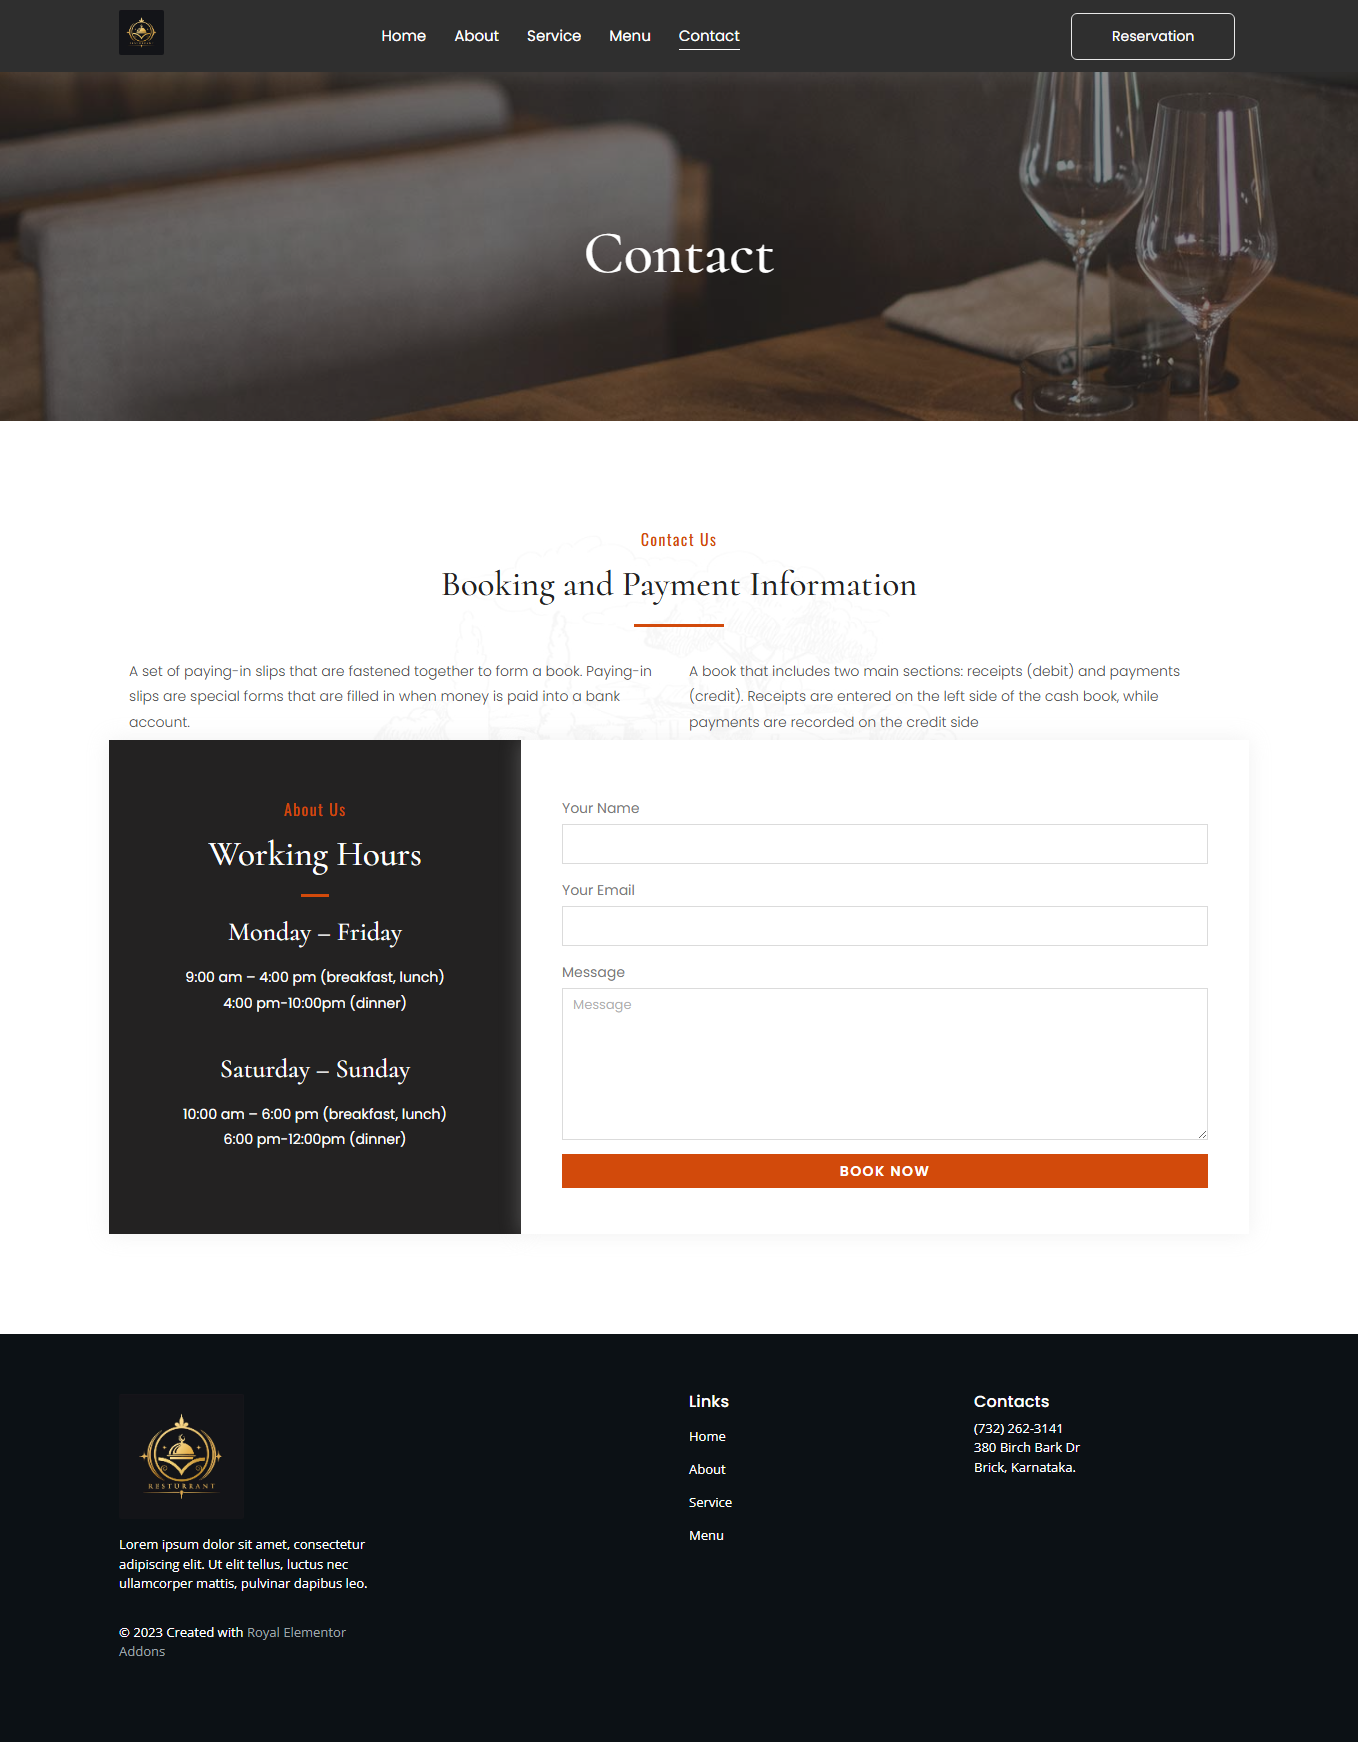 Home About Service Menu Contact Reservation
Contact
Contact Us
Booking and Payment Information
A set of paying-in slips that are fastened together to form a book. Paying-in
slips are special forms that are filled in when money is paid into a bank
account.
A book that includes two main sections: receipts (debit) and payments
(credit). Receipts are entered on the left side of the cash book, while
payments are recorded on the credit side
About Us
Working Hours
Monday – Friday
9:00 am – 4:00 pm (breakfast, lunch)
4:00 pm-10:00pm (dinner)
Saturday – Sunday
10:00 am – 6:00 pm (breakfast, lunch)
6:00 pm-12:00pm (dinner)
Your Name
Your Email
Message
Message
BOOK NOW
RESTURRANT
Lorem ipsum dolor sit amet, consectetur
adipiscing elit. Ut elit tellus, luctus nec
ullamcorper mattis, pulvinar dapibus leo.
© 2023 Created with Royal Elementor
Addons
Links
Home
About
Service
Menu
Contacts
(732) 262-3141
380 Birch Bark Dr
Brick, Karnataka.